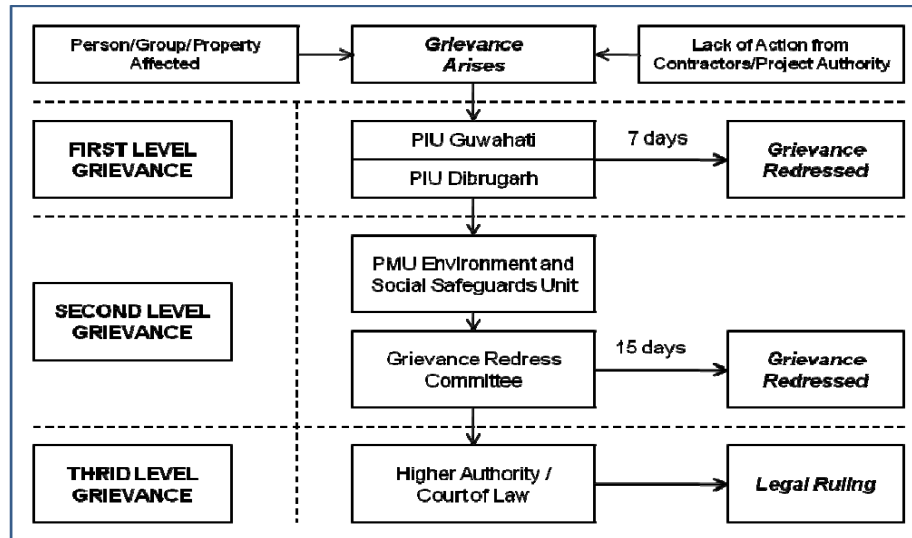 Person/Group/Property
Affected
Grievance
Arises
Lack of Action from
Contractors/Project Authority
FIRST LEVEL
GRIEVANCE
PIU Guwahati
PIU Dibrugarh
7 days
Grievance
Redressed
SECOND LEVEL
GRIEVANCE
PMU Environment and
Social Safeguards Unit
Grievance Redress
Committee
15 days
Grievance
Redressed
THRID LEVEL
GRIEVANCE
Higher Authority /
Court of Law
Legal Ruling